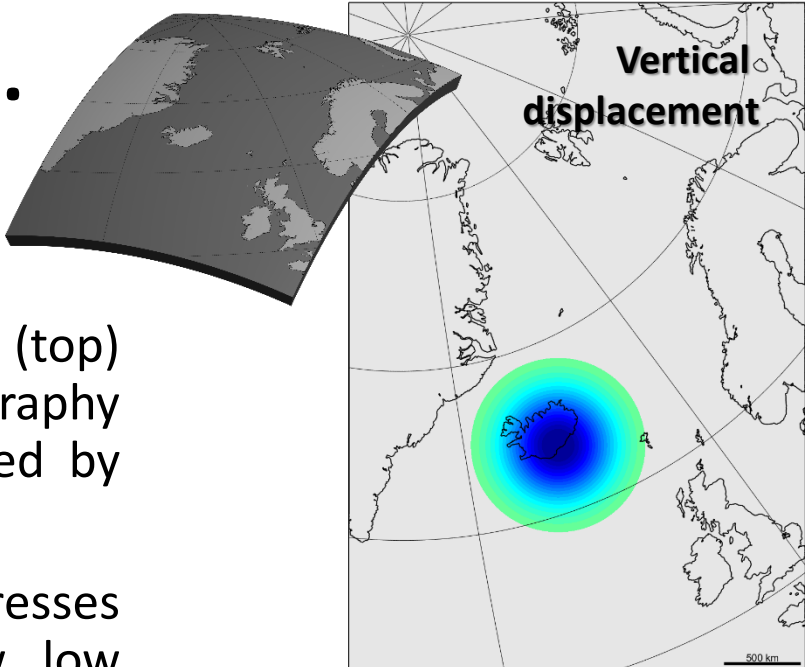 .
Vertical
displacement
(top)
raphy
ed by
resses
low
500 km